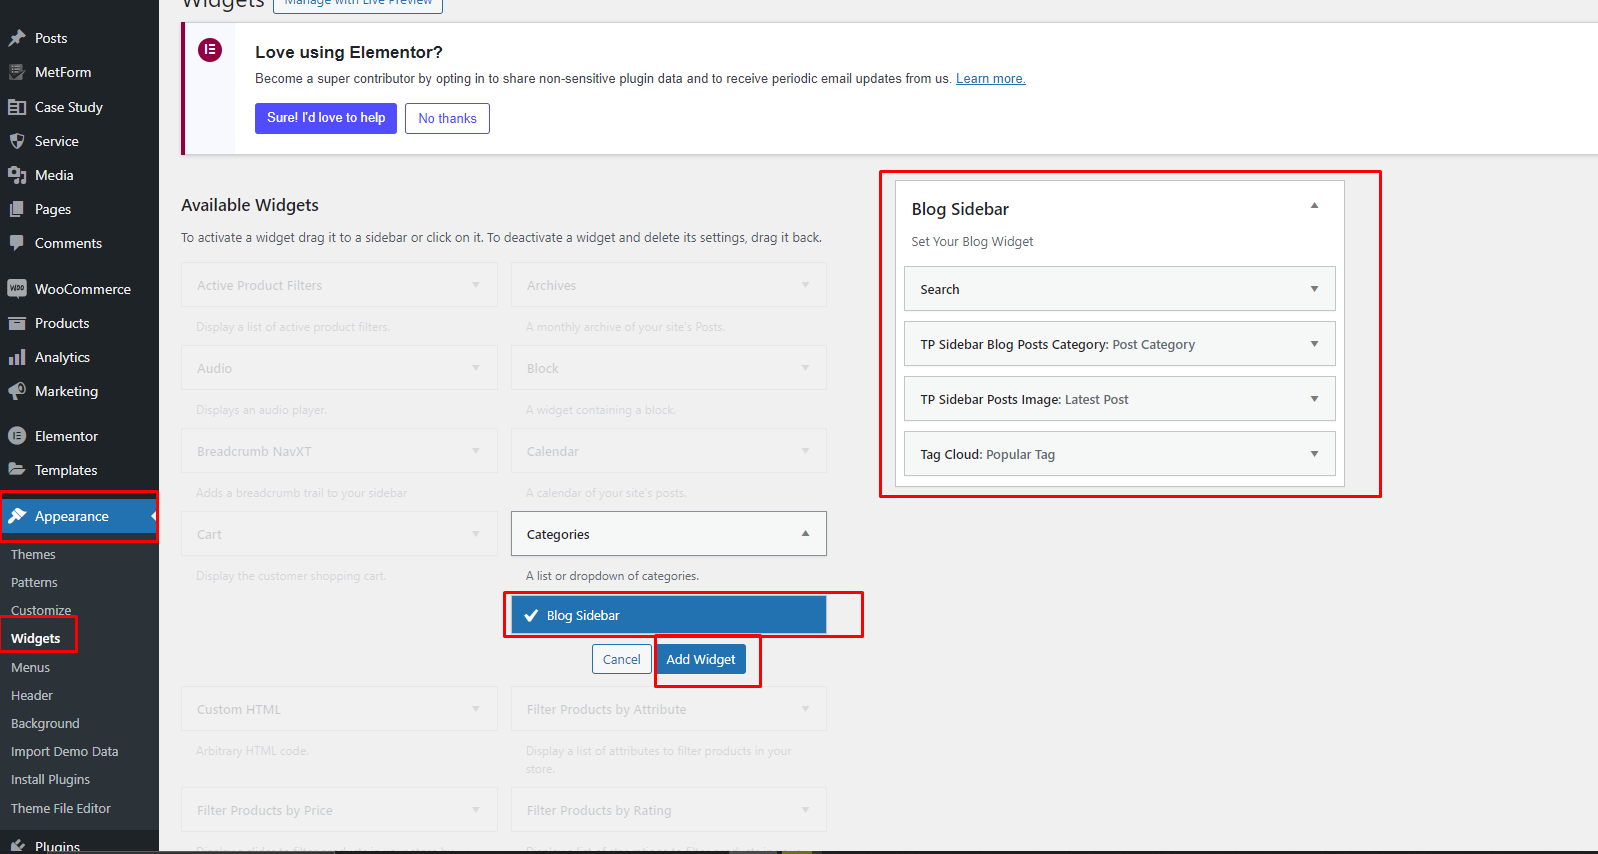 Widgets
Manage with Live Preview
Posts
MetForm
Case Study
Service
Media
Pages
Comments
WooCommerce
Products
Analytics
Marketing
Elementor
Templates
Appearance
Themes
Patterns
Customize
Widgets
Menus
Header
Background
Import Demo Data
Install Plugins
Theme File Editor
Plugins
Love using Elementor?
Become a super contributor by opting in to share non-sensitive plugin data and to receive periodic email updates from us. Learn more.
Sure! I'd love to help
No thanks
Available Widgets
To activate a widget drag it to a sidebar or click on it. To deactivate a widget and delete its settings, drag it back.
Active Product Filters
Display a list of active product filters.
Archives
A monthly archive of your site's Posts.
Audio
Displays an audio player.
Block
A widget containing a block.
Breadcrumb NavXT
Adds a breadcrumb trail to your sidebar
Calendar
A calendar of your site's posts.
Cart
Display the customer shopping cart.
Categories
A list or dropdown of categories.
Blog Sidebar
Cancel
Add Widget
Custom HTML
Arbitrary HTML code.
Filter Products by Attribute
Display a list of attributes to filter products in your
store.
Filter Products by Price
Filter Products by Rating
Blog Sidebar
Set Your Blog Widget
Search
TP Sidebar Blog Posts Category: Post Category
TP Sidebar Posts Image: Latest Post
Tag Cloud: Popular Tag